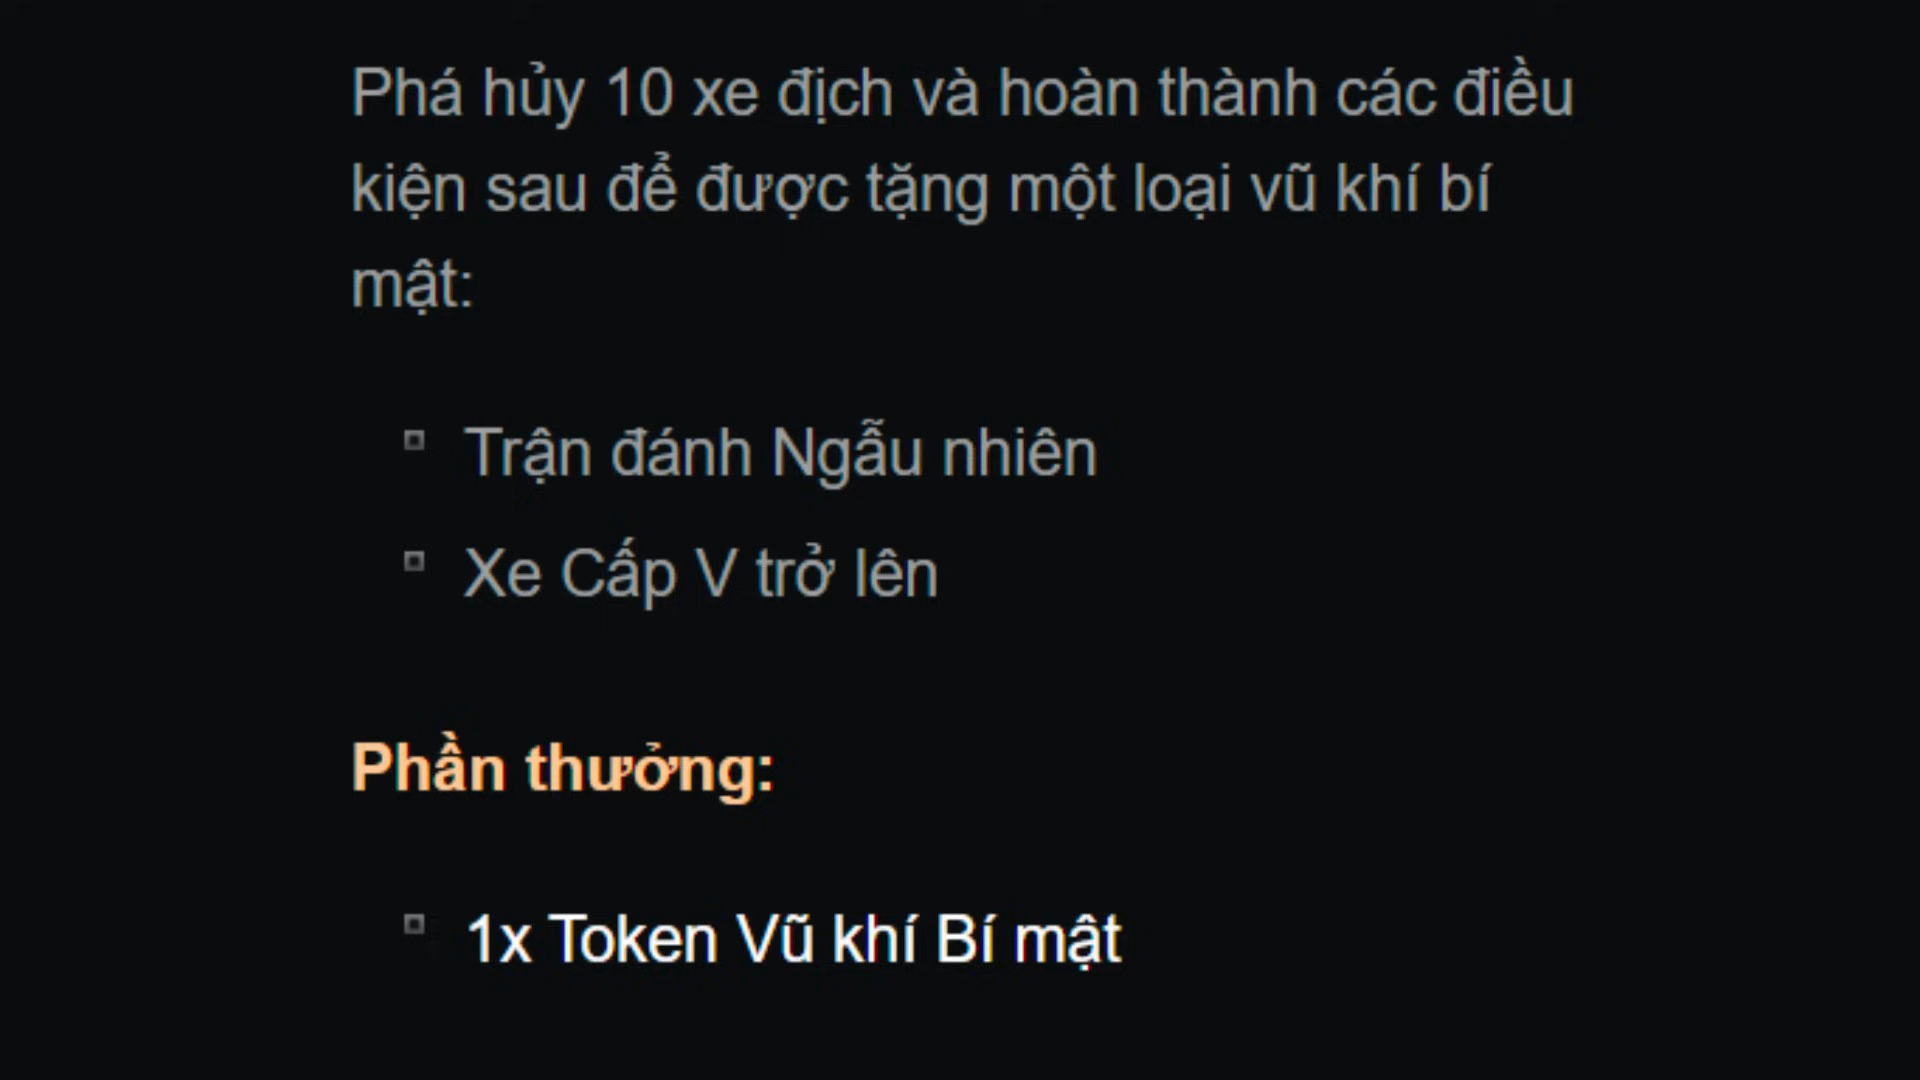 Phá hủy 10 xe địch và hoàn thành các điều
kiện sau để được tặng một loại vũ khí bí
mật:
Trận đánh Ngẫu nhiên
Xe Cấp V trở lên
Phần thưởng:
1x Token Vũ khí Bí mật